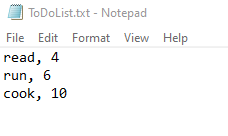 ToDoList.txt - Notepad
File Edit Format View Help
read, 4
run, 6
cook, 10